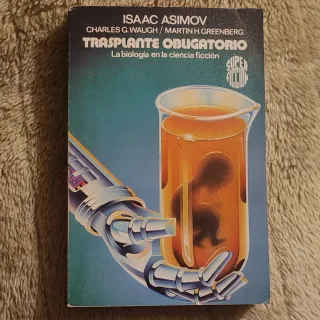 ISAAC ASIMOV
CHARLES G. WAUGH / MARTIN H. GREENBERG
TRASPLANTE OBLIGATORIO
La biología en la ciencia ficción
SUPER
FICCION